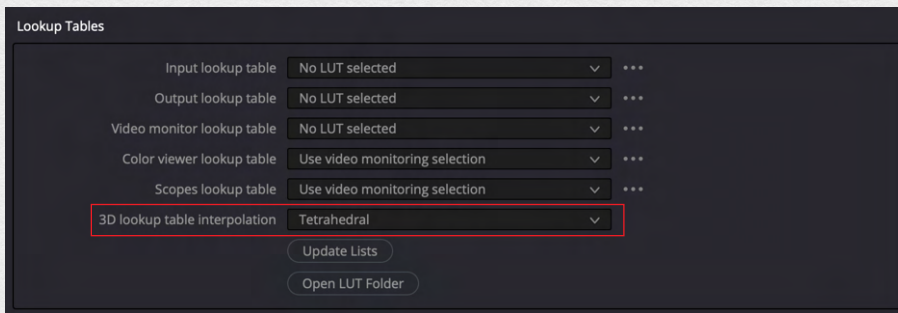 Lookup Tables
Input lookup table No LUT selected
Output lookup table No LUT selected
Video monitor lookup table No LUT selected
Color viewer lookup table Use video monitoring selection
Scopes lookup table Use video monitoring selection
3D lookup table interpolation Tetrahedral
Update Lists
Open LUT Folder